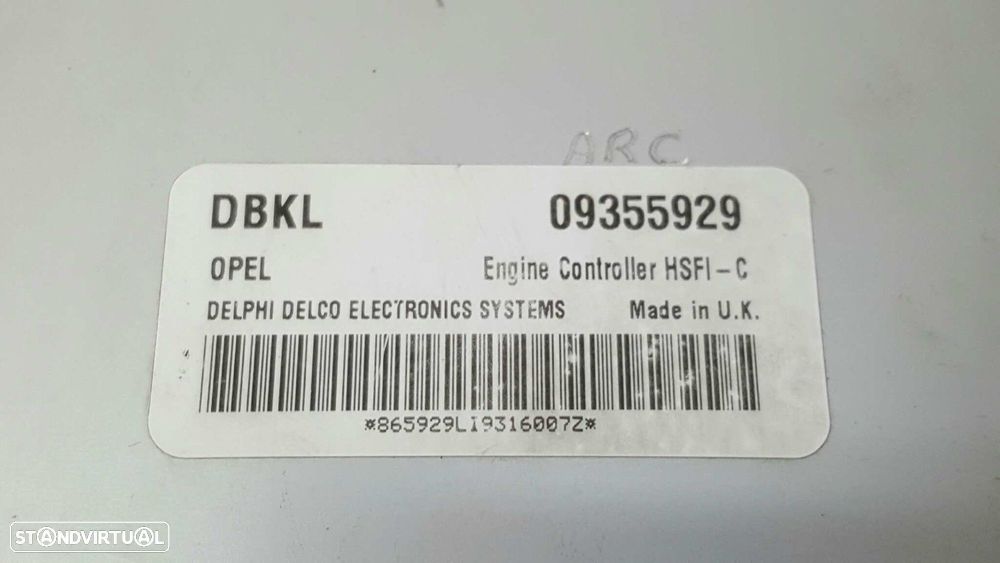 ARC
DBKL 09355929
OPEL Engine Controller HSFI-C
DELPHI DELCO ELECTRONICS SYSTEMS Made in U.K.
*865929LI9316007Z*
STANDVIRTUAL